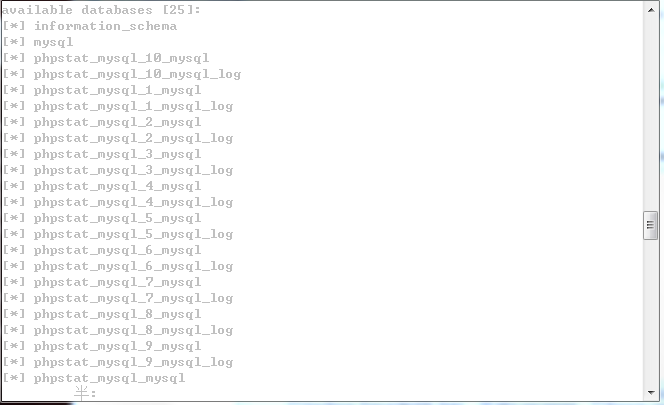 available databases [25]:
[*] information_schema
[*] mysql
[*] phpstat_mysql_10_mysql
[*] phpstat_mysql_10_mysql_log
[*] phpstat_mysql_1_mysql
[*] phpstat_mysql_1_mysql_log
[*] phpstat_mysql_2_mysql
[*] phpstat_mysql_2_mysql_log
[*] phpstat_mysql_3_mysql
[*] phpstat_mysql_3_mysql_log
[*] phpstat_mysql_4_mysql
[*] phpstat_mysql_4_mysql_log
[*] phpstat_mysql_5_mysql
[*] phpstat_mysql_5_mysql_log
[*] phpstat_mysql_6_mysql
[*] phpstat_mysql_6_mysql_log
[*] phpstat_mysql_7_mysql
[*] phpstat_mysql_7_mysql_log
[*] phpstat_mysql_8_mysql
[*] phpstat_mysql_8_mysql_log
[*] phpstat_mysql_9_mysql
[*] phpstat_mysql_9_mysql_log
[*] phpstat_mysql_mysql
半: